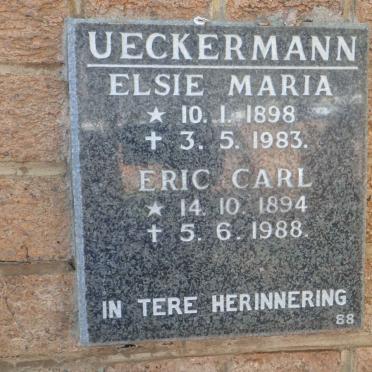 UECKERMANN
ELSIE MARIA
★ 10. 1. 1898
✝ 3. 5. 1983.
ERIC CARL
★ 14. 10. 1894
✝ 5. 6. 1988.
IN TERE HERINNERING
88